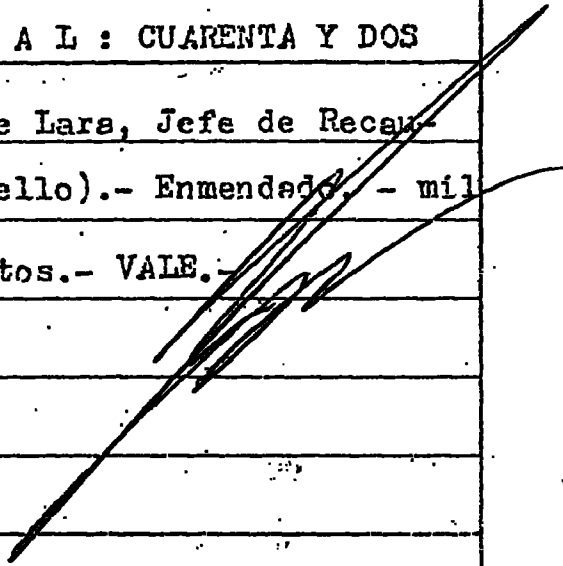 A L : CUARENTA Y DOS
e Lara, Jefe de Recau-
ello).- Enmendado. - mil
tos.- VALE.-